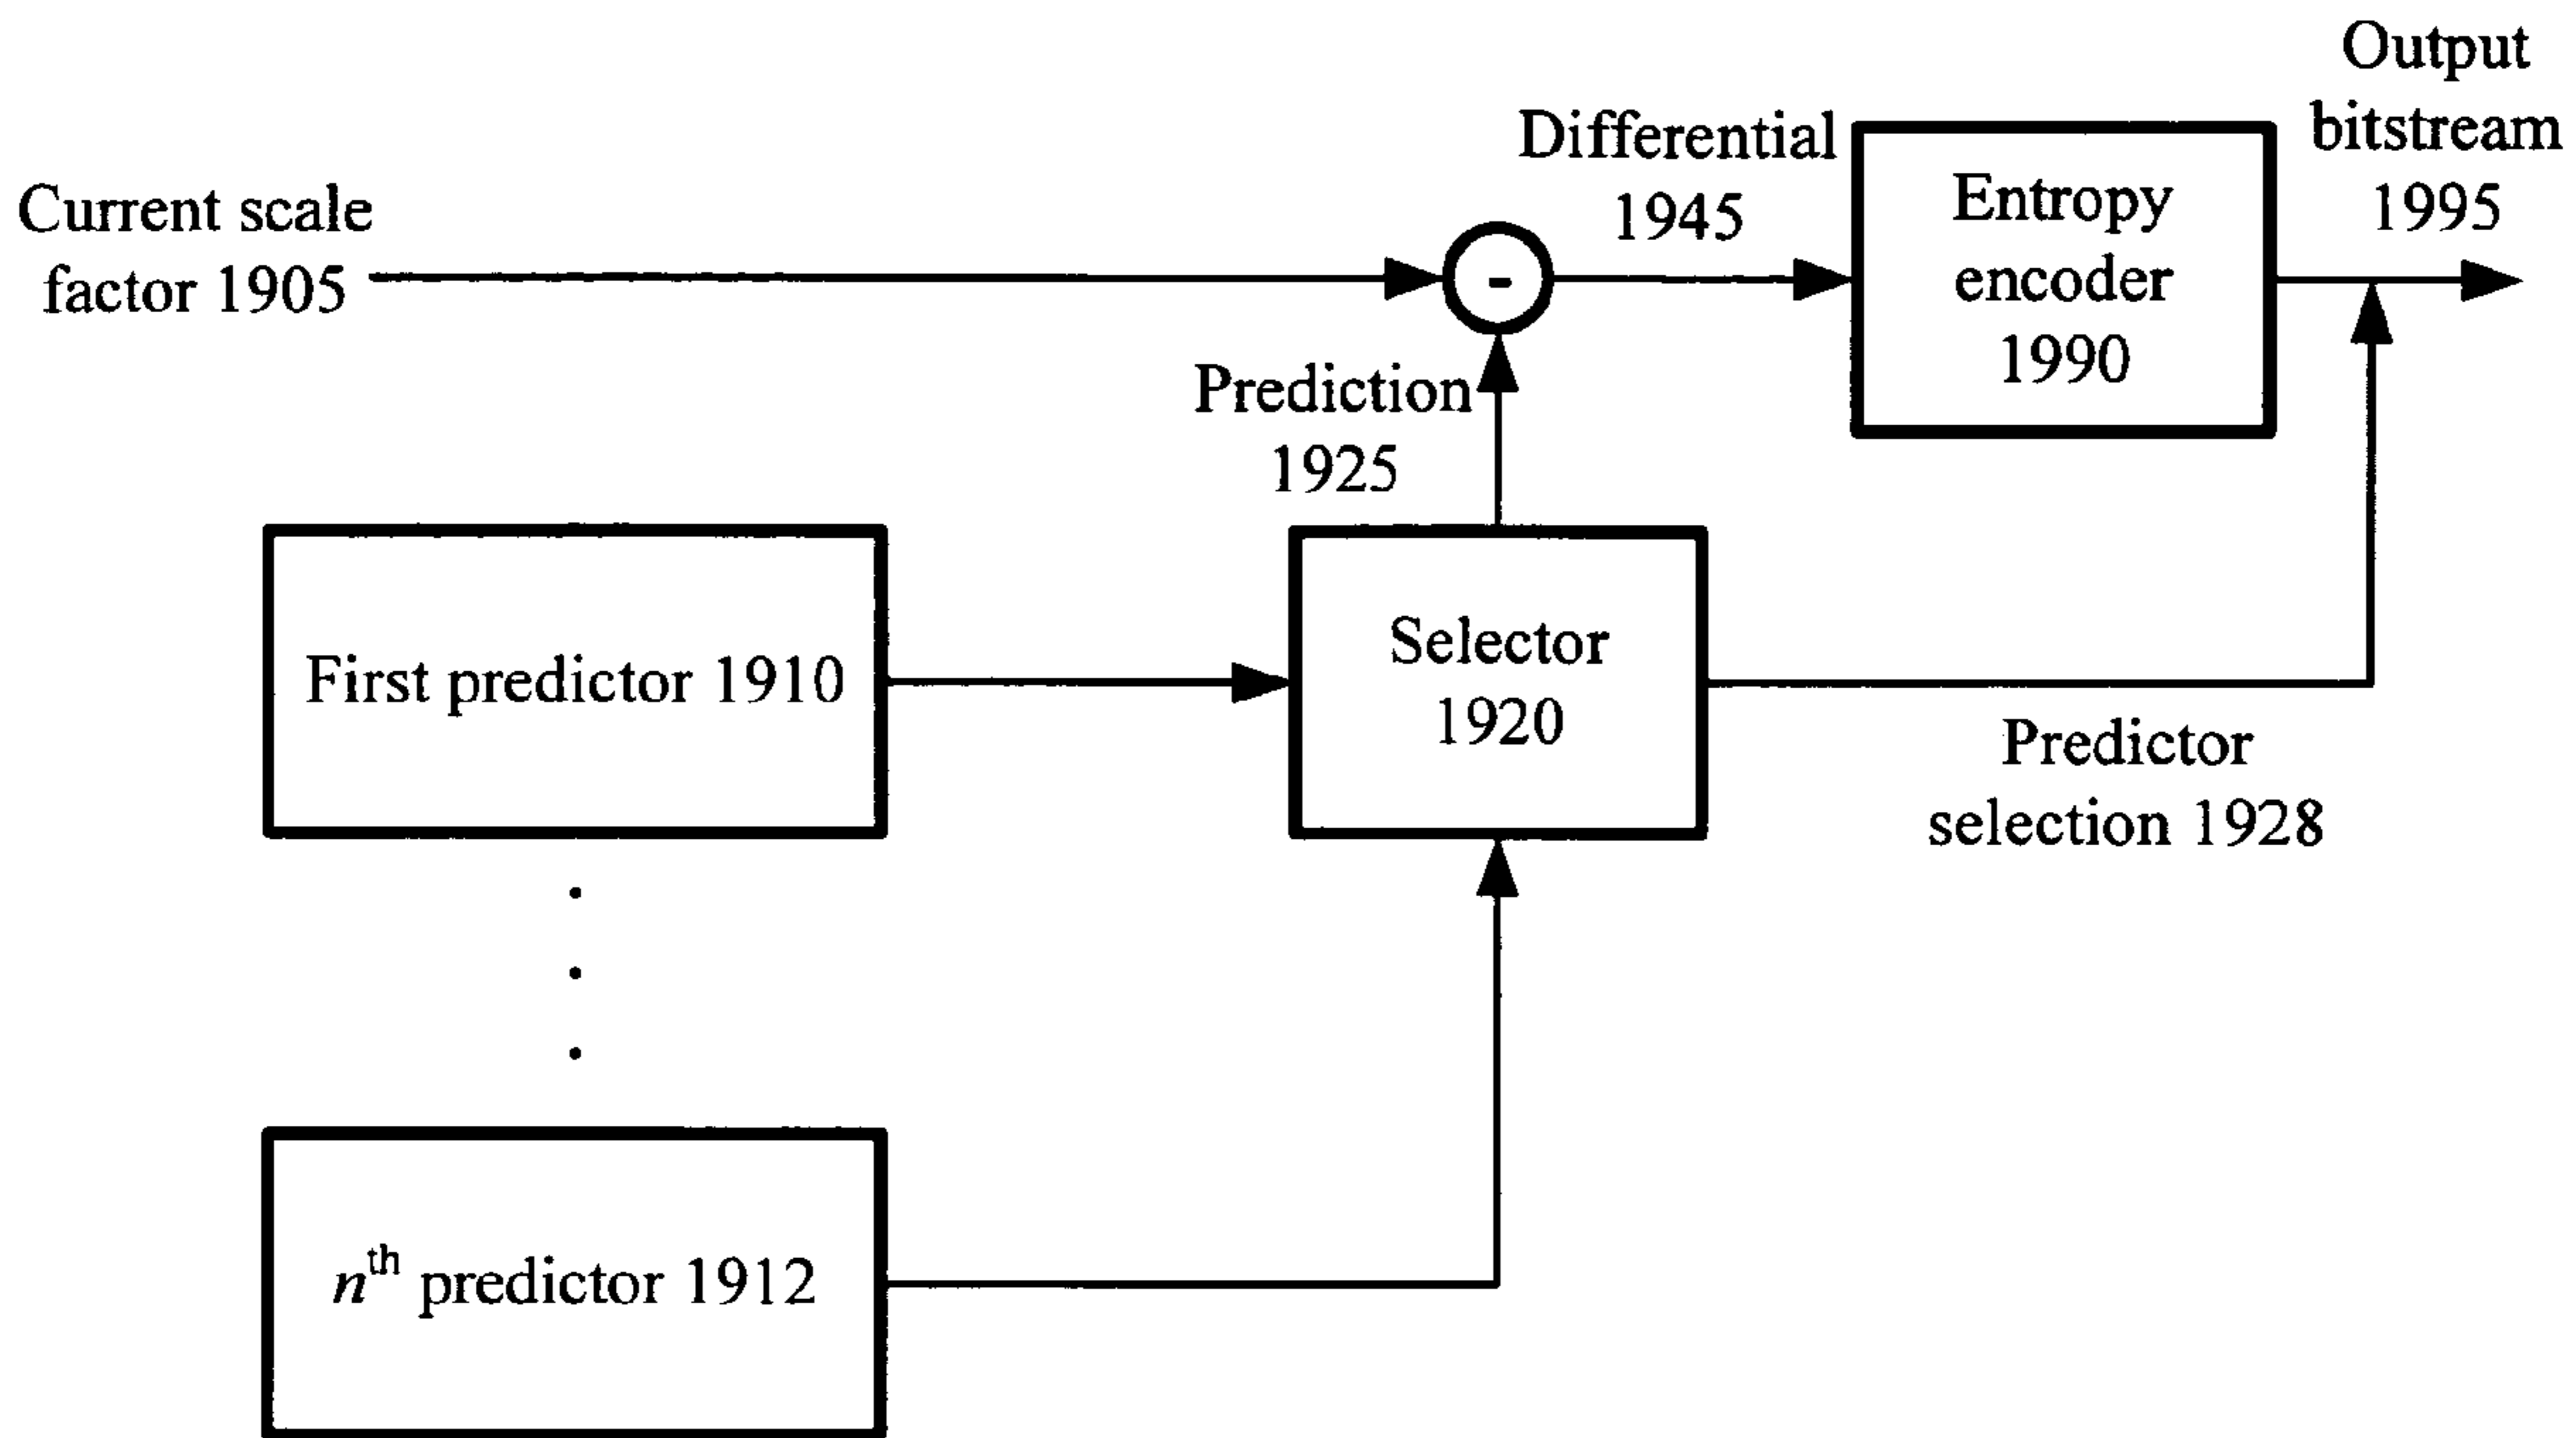 Output
bitstream
1995
Differential
1945
Entropy
encoder
1990
Current scale
factor 1905
-
Prediction
1925
First predictor 1910
Selector
1920
Predictor
selection 1928
nth predictor 1912